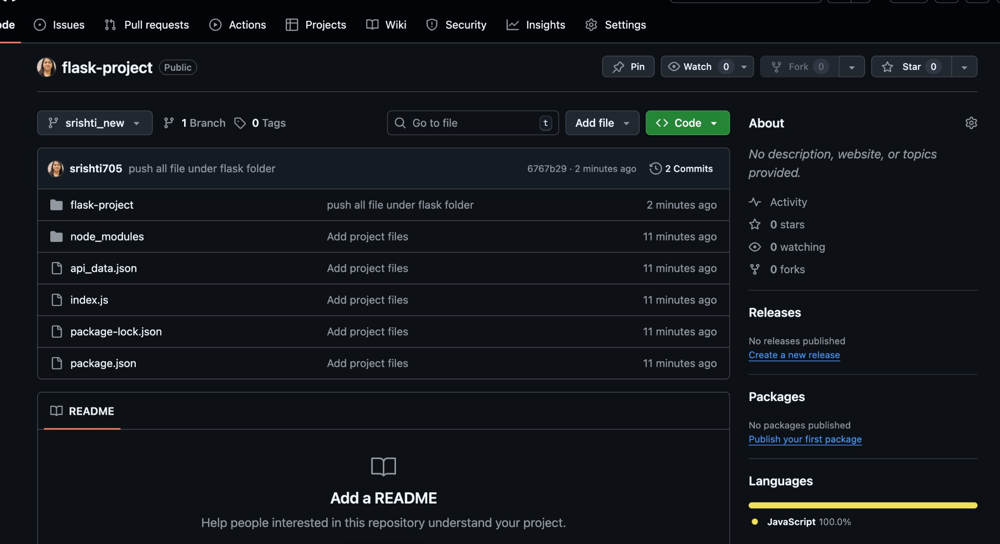 Issues Pull requests Actions Projects Wiki Security Insights Settings
flask-project Public Pin Watch 0 Fork 0 Star 0
srishti_new 1 Branch 0 Tags Go to file t Add file Code
srishti705 push all file under flask folder 6767b29 · 2 minutes ago 2 Commits
flask-project push all file under flask folder 2 minutes ago
node_modules Add project files 11 minutes ago
api_data.json Add project files 11 minutes ago
index.js Add project files 11 minutes ago
package-lock.json Add project files 11 minutes ago
package.json Add project files 11 minutes ago
README
Add a README
Help people interested in this repository understand your project.
About
No description, website, or topics
provided.
Activity
0 stars
0 watching
0 forks
Releases
No releases published
Create a new release
Packages
No packages published
Publish your first package
Languages
JavaScript 100.0%